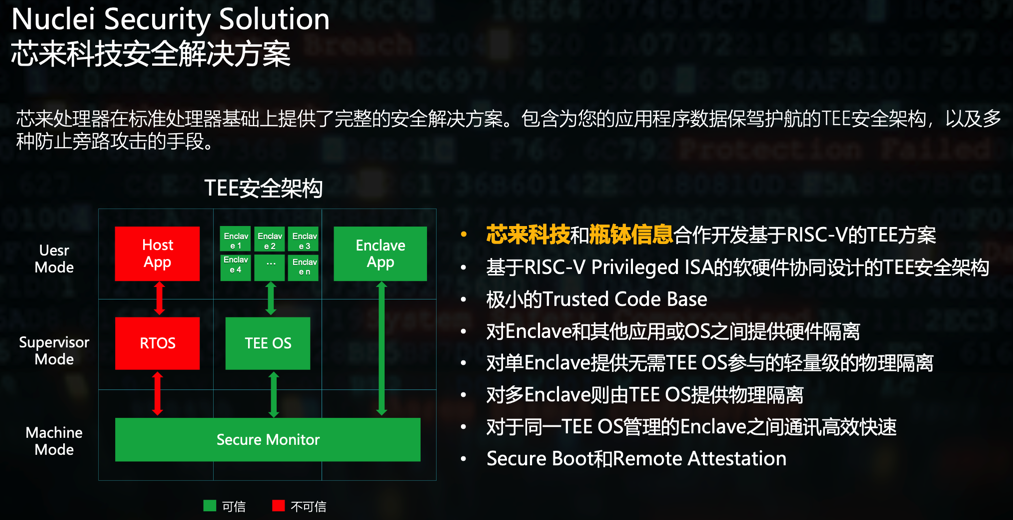 Nuclei Security Solution
芯来科技安全解决方案
芯来处理器在标准处理器基础上提供了完整的安全解决方案。包含为您的应用程序数据保驾护航的TEE安全架构，以及多
种防止旁路攻击的手段。
TEE安全架构
Uesr
Mode
Host
App
Enclav
e 1
Enclav
e 2
Enclav
e 3
Enclav
e 4
...
Enclav
e n
Enclave
App
Supervisor
Mode
RTOS
TEE OS
Machine
Mode
Secure Monitor
可信
不可信
• 芯来科技和瓶钵信息合作开发基于RISC-V的TEE方案
• 基于RISC-V Privileged ISA的软硬件协同设计的TEE安全架构
• 极小的Trusted Code Base
• 对Enclave和其他应用或OS之间提供硬件隔离
• 对单Enclave提供无需TEE OS参与的轻量级的物理隔离
• 对多Enclave则由TEE OS提供物理隔离
• 对于同一TEE OS管理的Enclave之间通讯高效快速
• Secure Boot和Remote Attestation